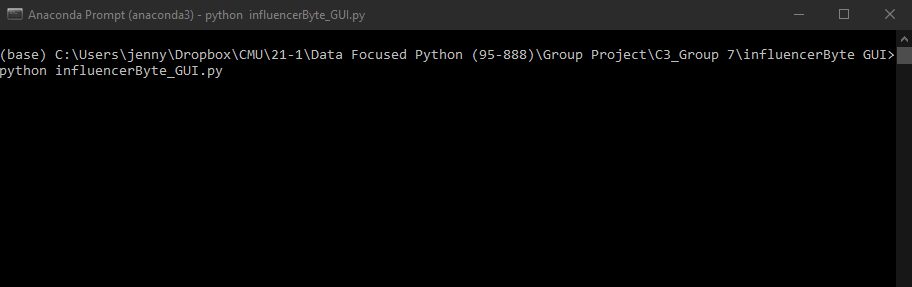 Anaconda Prompt (anaconda3) - python  influencerByte_GUI.py
(base) C:\Users\jenny\Dropbox\CMU\21-1\Data Focused Python (95-888)\Group Project\C3_Group 7\influencerByte GUI>
python influencerByte_GUI.py